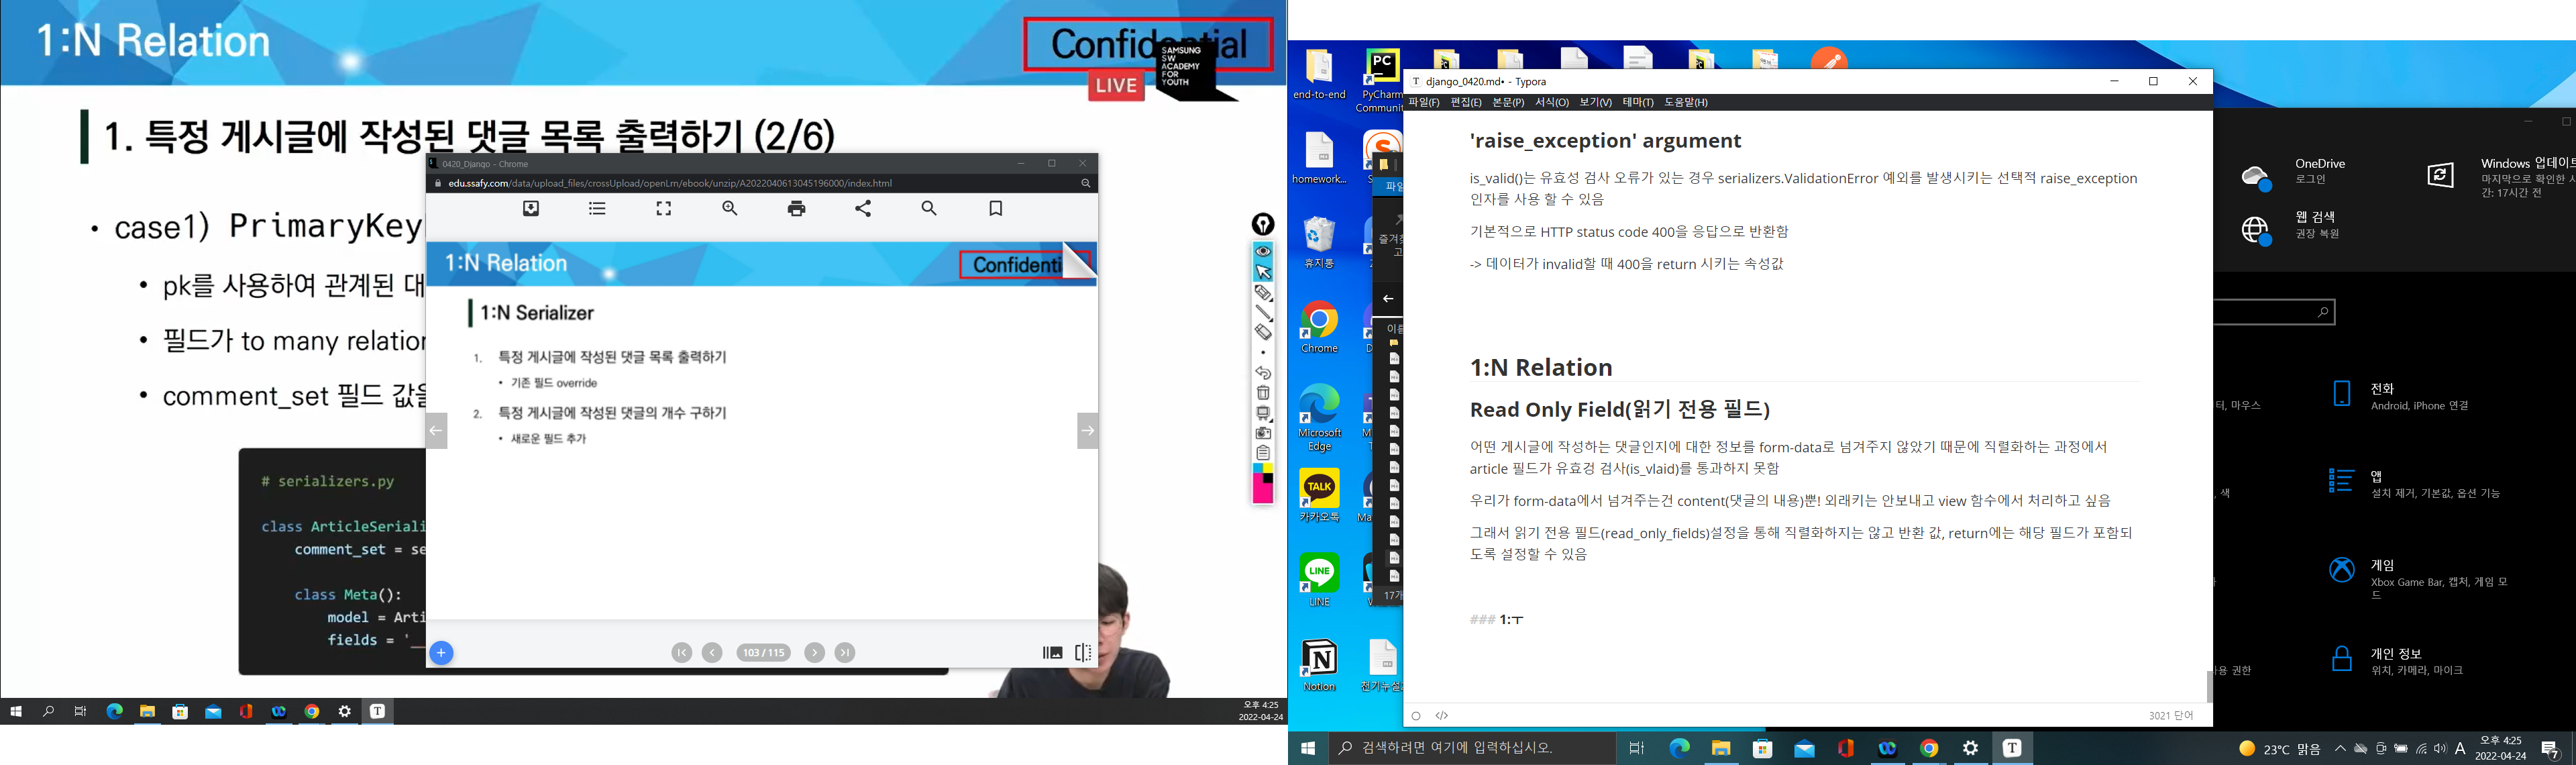 1:N Relation
Confidential
SAMSUNG
SW
ACADEMY
FOR
YOUTH
LIVE
1. 특정 게시글에 작성된 댓글 목록 출력하기 (2/6)
• case1) PrimaryKey
• pk를 사용하여 관계된 대
• 필드가 to many relation
• comment_set 필드 값을
# serializers.py
class ArticleSeriali
comment_set = se
class Meta():
model = Arti
fields = '__
0420_Django - Chrome
edu.ssafy.com/data/upload_files/crossUpload/openLrn/ebook/unzip/A2022040613045196000/index.html
1:N Relation
Confidenti
1:N Serializer
1. 특정 게시글에 작성된 댓글 목록 출력하기
• 기존 필드 override
2. 특정 게시글에 작성된 댓글의 개수 구하기
• 새로운 필드 추가
103 / 115
오후 4:25
2022-04-24
end-to-end
PyCharm
Communit
homework...
휴지통
Chrome
Microsoft
Edge
TALK
카카오톡
LINE
LINE
Notion
django_0420.md• - Typora
파일(F) 편집(E) 본문(P) 서식(O) 보기(V) 테마(T) 도움말(H)
'raise_exception' argument
is_valid()는 유효성 검사 오류가 있는 경우 serializers.ValidationError 예외를 발생시키는 선택적 raise_exception
인자를 사용 할 수 있음
기본적으로 HTTP status code 400을 응답으로 반환함
-> 데이터가 invalid할 때 400을 return 시키는 속성값
1:N Relation
Read Only Field(읽기 전용 필드)
어떤 게시글에 작성하는 댓글인지에 대한 정보를 form-data로 넘겨주지 않았기 때문에 직렬화하는 과정에서
article 필드가 유효겅 검사(is_vlaid)를 통과하지 못함
우리가 form-data에서 넘겨주는건 content(댓글의 내용)뿐! 외래키는 안보내고 view 함수에서 처리하고 싶음
그래서 읽기 전용 필드(read_only_fields)설정을 통해 직렬화하지는 않고 반환 값, return에는 해당 필드가 포함되
도록 설정할 수 있음
### 1:ㅜ
3021 단어
OneDrive
로그인
웹 검색
권장 복원
Windows 업데이트
마지막으로 확인한 시
간: 17시간 전
터, 마우스
전화
Android, iPhone 연결
, 색
앱
설치 제거, 기본값, 옵션 기능
게임
Xbox Game Bar, 캡처, 게임 모
드
사용 권한
개인 정보
위치, 카메라, 마이크
검색하려면 여기에 입력하십시오.
23°C 맑음
A
오후 4:25
2022-04-24
7